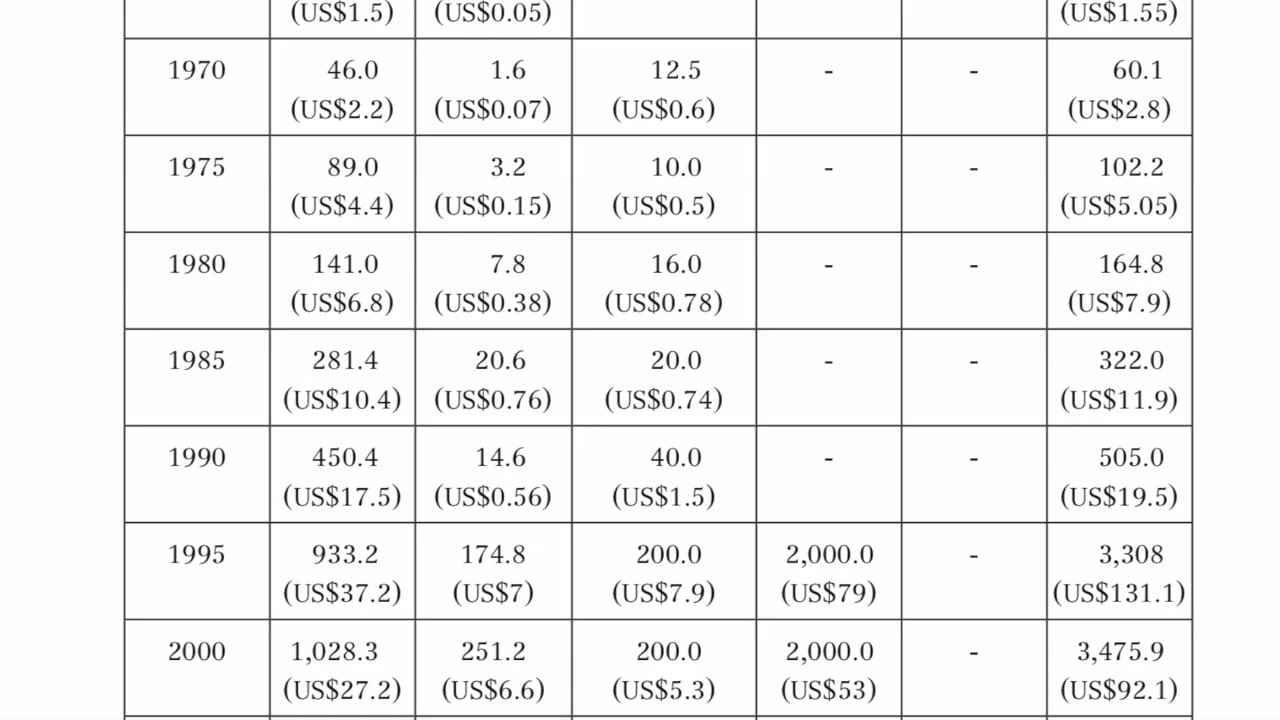 (US$1.5) (US$0.05) (US$1.55)
1970 46.0 1.6 12.5 - - 60.1
(US$2.2) (US$0.07) (US$0.6) (US$2.8)
1975 89.0 3.2 10.0 - - 102.2
(US$4.4) (US$0.15) (US$0.5) (US$5.05)
1980 141.0 7.8 16.0 - - 164.8
(US$6.8) (US$0.38) (US$0.78) (US$7.9)
1985 281.4 20.6 20.0 - - 322.0
(US$10.4) (US$0.76) (US$0.74) (US$11.9)
1990 450.4 14.6 40.0 - - 505.0
(US$17.5) (US$0.56) (US$1.5) (US$19.5)
1995 933.2 174.8 200.0 2,000.0 - 3,308
(US$37.2) (US$7) (US$7.9) (US$79) (US$131.1)
2000 1,028.3 251.2 200.0 2,000.0 - 3,475.9
(US$27.2) (US$6.6) (US$5.3) (US$53) (US$92.1)